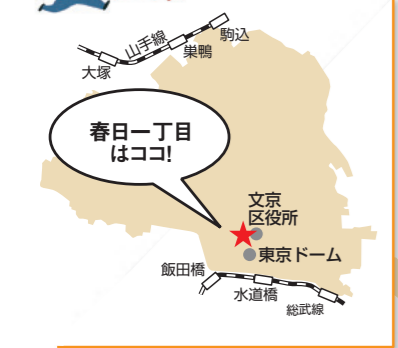 駒込
山手線
巣鴨
大塚
春日一丁目
はココ!
文京
区役所
東京ドーム
飯田橋
水道橋
総武線